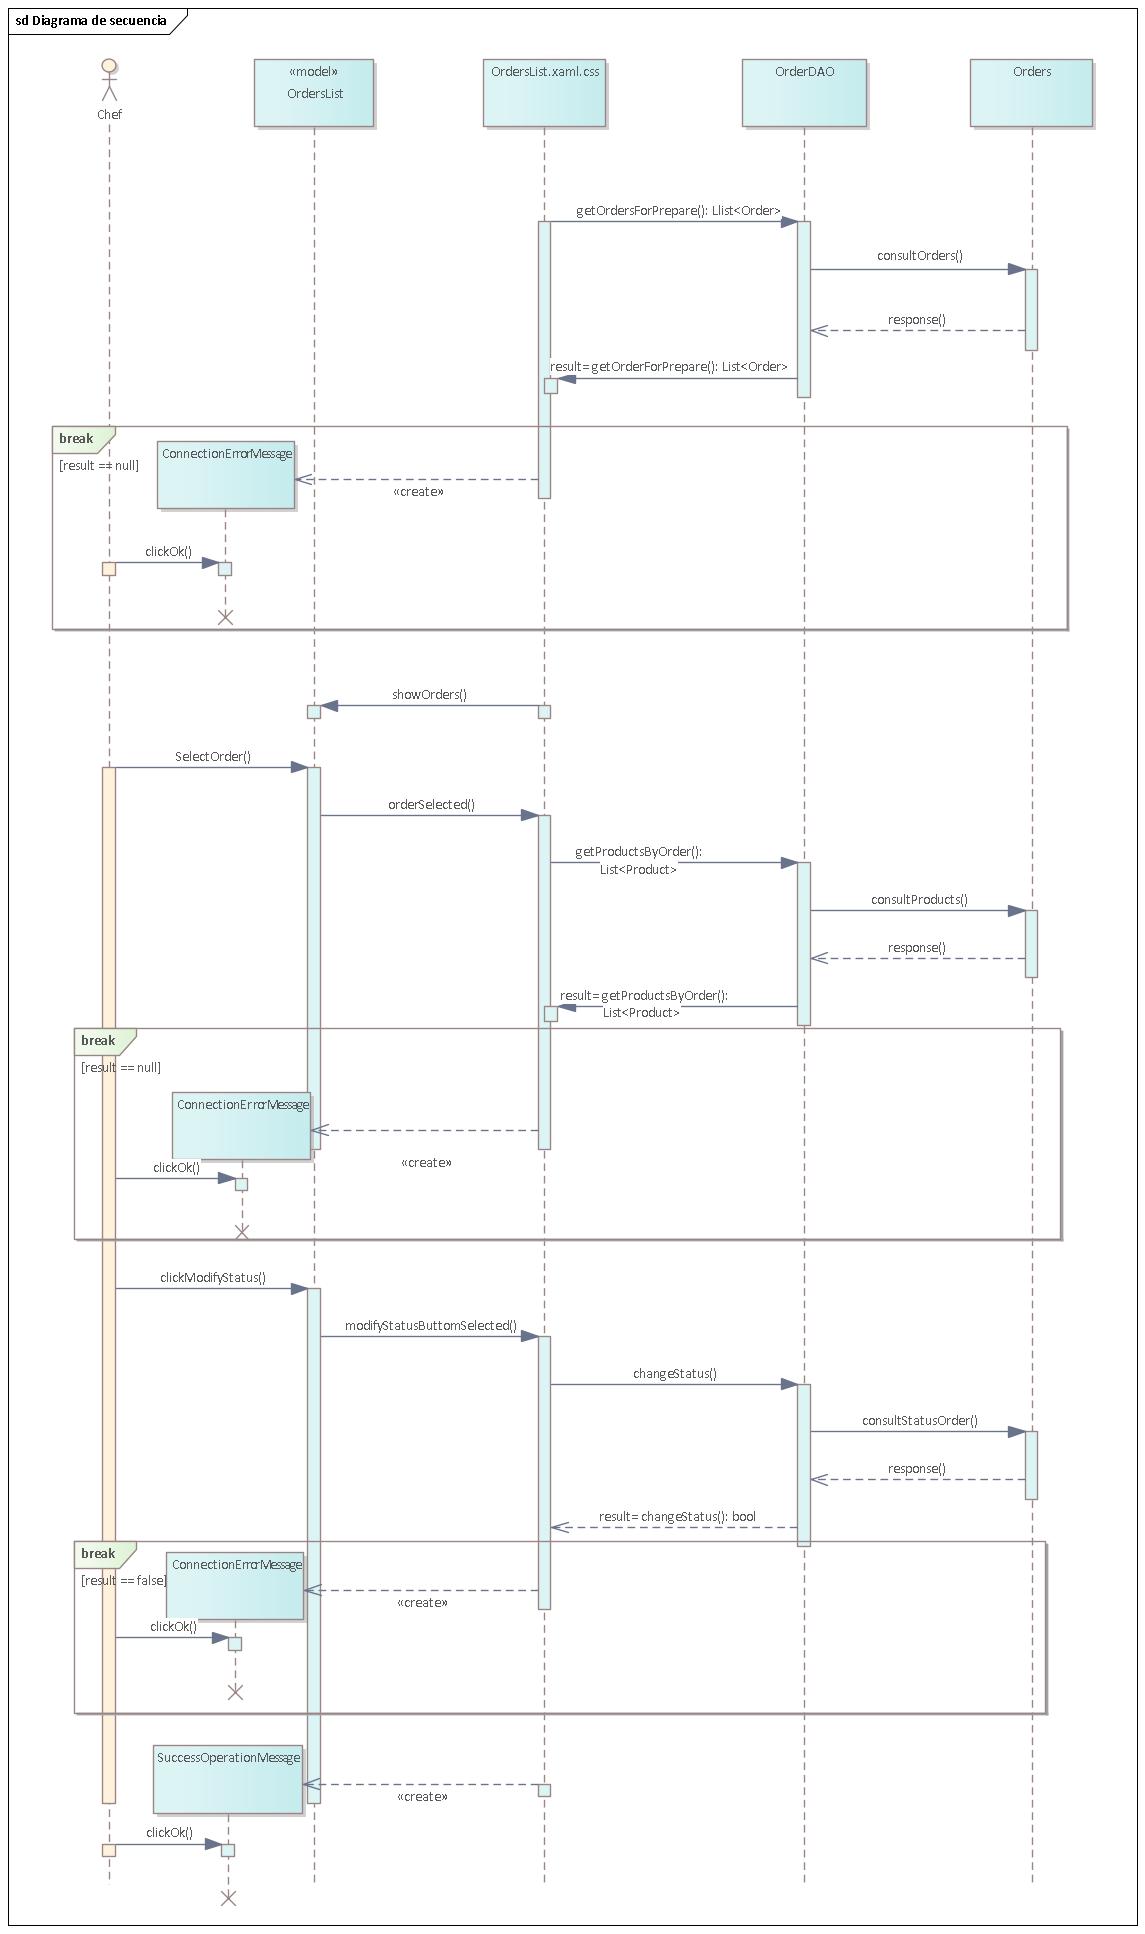 sd Diagrama de secuencia
Chef
«model»
OrdersList
OrdersList.xaml.css
OrderDAO
Orders
getOrdersForPrepare(): Llist<Order>
consultOrders()
response()
result= getOrderForPrepare(): List<Order>
break
[result == null]
ConnectionErrorMessage
«create»
clickOk()
showOrders()
SelectOrder()
orderSelected()
getProductsByOrder():
List<Product>
consultProducts()
response()
result= getProductsByOrder():
List<Product>
break
[result == null]
ConnectionErrorMessage
«create»
clickOk()
clickModifyStatus()
modifyStatusButtomSelected()
changeStatus()
consultStatusOrder()
response()
result= changeStatus(): bool
break
[result == false]
ConnectionErrorMessage
«create»
clickOk()
SuccessOperationMessage
«create»
clickOk()